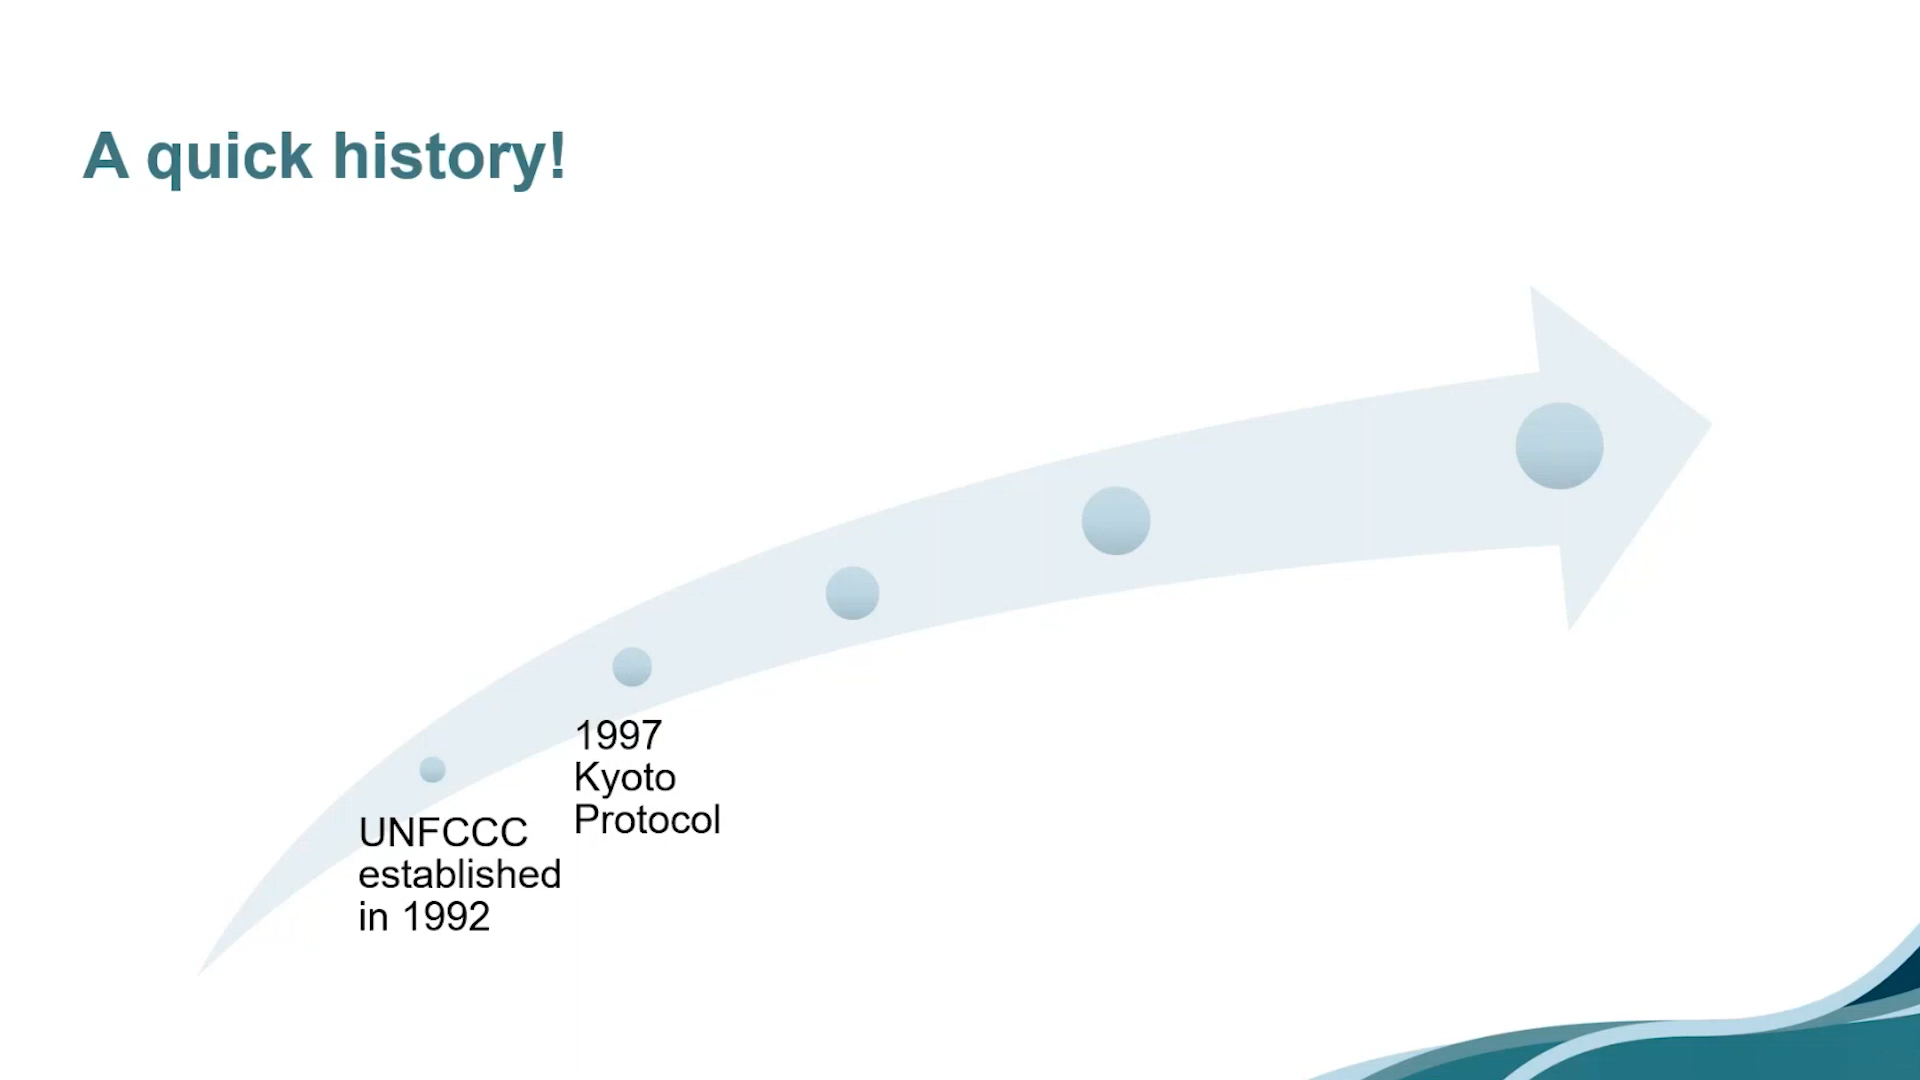 A quick history!
UNFCCC
established
in 1992
1997
Kyoto
Protocol